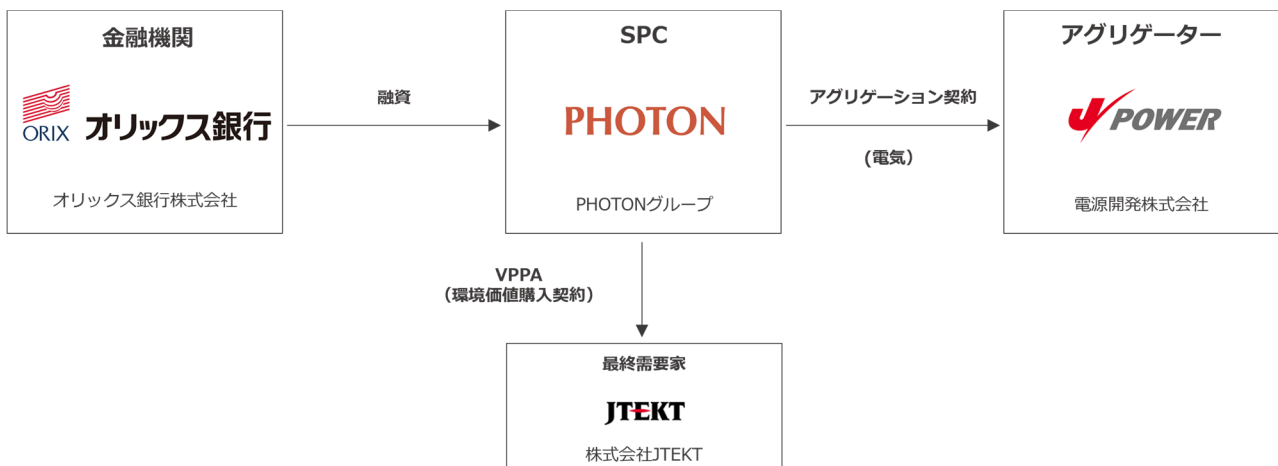 金融機関
ORIX オリックス銀行
オリックス銀行株式会社
融資
SPC
PHOTON
PHOTONグループ
アグリゲーション契約
(電気）
アグリゲーター
J POWER
電源開発株式会社
VPPA
（環境価値購入契約）
最終需要家
JTEKT
株式会社JTEKT